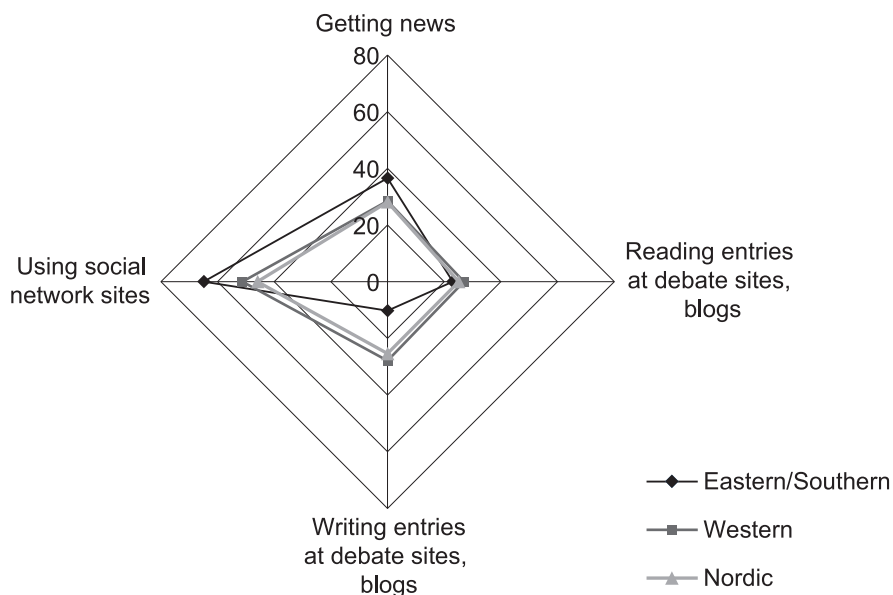 Getting news
80
60
40
20
0
Using social
network sites
Reading entries
at debate sites,
blogs
Writing entries
at debate sites,
blogs
Eastern/Southern
Western
Nordic